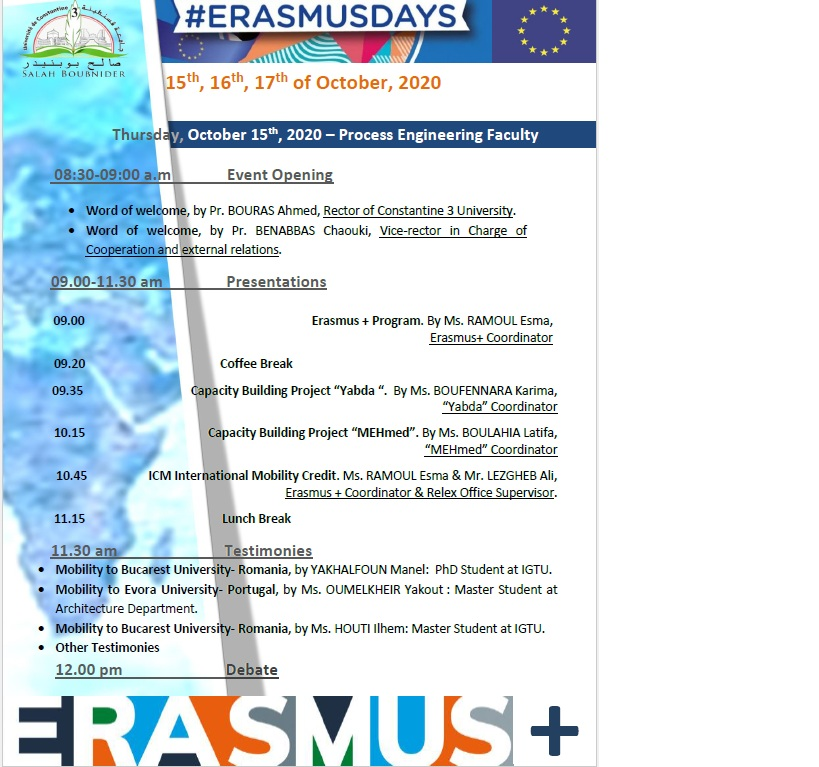 #ERASMUSDAYS
Université de Constantine 3
جامعة قسنطينة 3
صالح بوبنيدر
SALAH BOUBNIDER
15th, 16th, 17th of October, 2020
Thursday, October 15th, 2020 – Process Engineering Faculty
08:30-09:00 a.m Event Opening
• Word of welcome, by Pr. BOURAS Ahmed, Rector of Constantine 3 University.
• Word of welcome, by Pr. BENABBAS Chaouki, Vice-rector in Charge of
Cooperation and external relations.
09.00-11.30 am Presentations
09.00 Erasmus + Program. By Ms. RAMOUL Esma,
Erasmus+ Coordinator
09.20 Coffee Break
09.35 Capacity Building Project “Yabda “. By Ms. BOUFENNARA Karima,
“Yabda” Coordinator
10.15 Capacity Building Project “MEHmed”. By Ms. BOULAHIA Latifa,
“MEHmed” Coordinator
10.45 ICM International Mobility Credit. Ms. RAMOUL Esma & Mr. LEZGHEB Ali,
Erasmus + Coordinator & Relex Office Supervisor.
11.15 Lunch Break
11.30 am Testimonies
• Mobility to Bucarest University- Romania, by YAKHALFOUN Manel: PhD Student at IGTU.
• Mobility to Evora University- Portugal, by Ms. OUMELKHEIR Yakout : Master Student at
Architecture Department.
• Mobility to Bucarest University- Romania, by Ms. HOUTI Ilhem: Master Student at IGTU.
• Other Testimonies
12.00 pm Debate
ERASMUS +